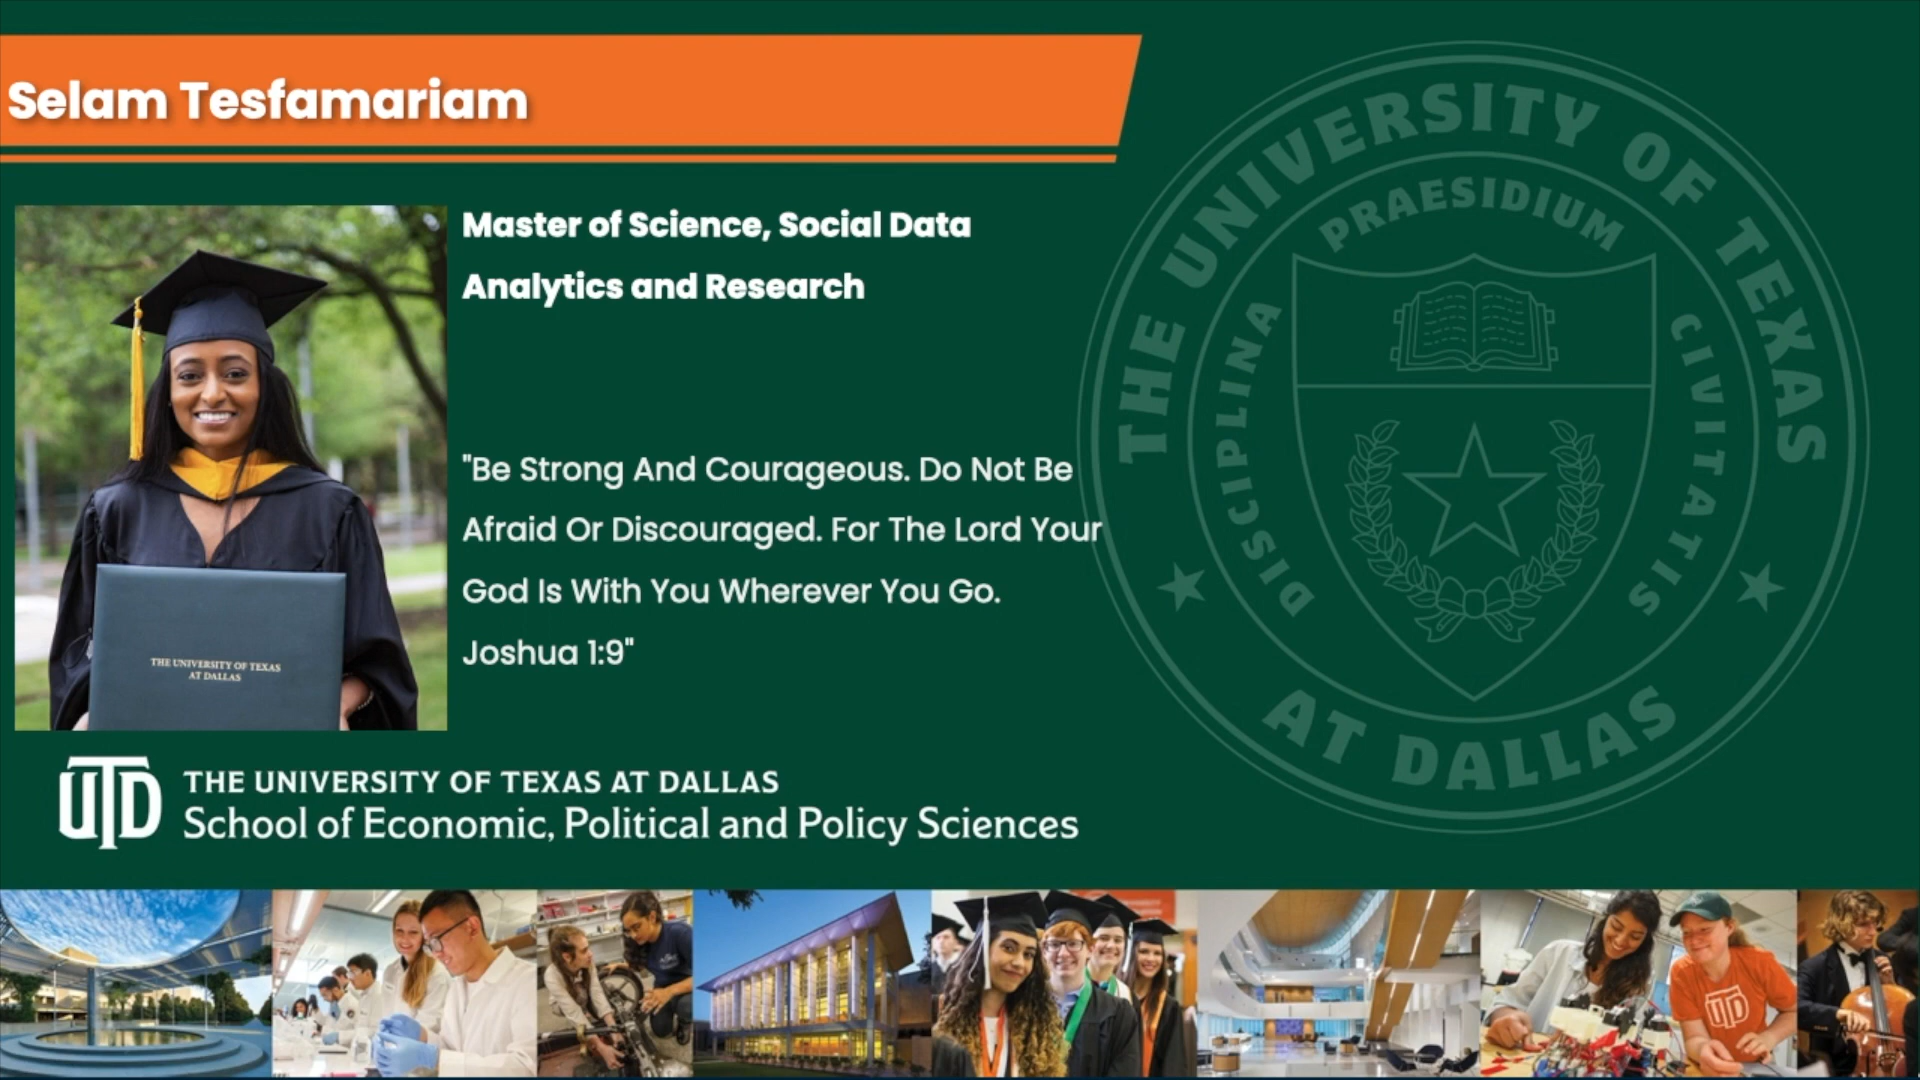 Selam Tesfamariam
Master of Science, Social Data
Analytics and Research
"Be Strong And Courageous. Do Not Be
Afraid Or Discouraged. For The Lord Your
God Is With You Wherever You Go.
Joshua 1:9"
THE UNIVERSITY OF TEXAS
AT DALLAS
THE UNIVERSITY OF TEXAS
AT DALLAS
DISCIPLINA PRAESIDIUM CIVITATIS
UTD
THE UNIVERSITY OF TEXAS AT DALLAS
School of Economic, Political and Policy Sciences
UTD